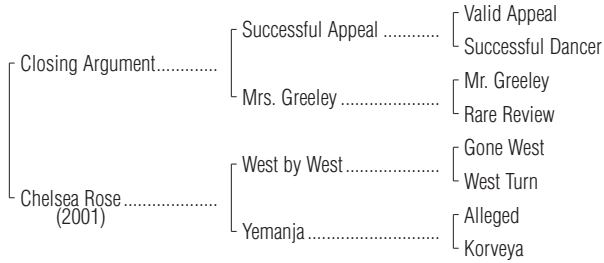 Valid Appeal
Successful Appeal ............
Successful Dancer
Closing Argument.............
Mr. Greeley
Mrs. Greeley ....................
Rare Review
Gone West
West by West...................
West Turn
Chelsea Rose...................
(2001)
Alleged
Yemanja...........................
Korveya